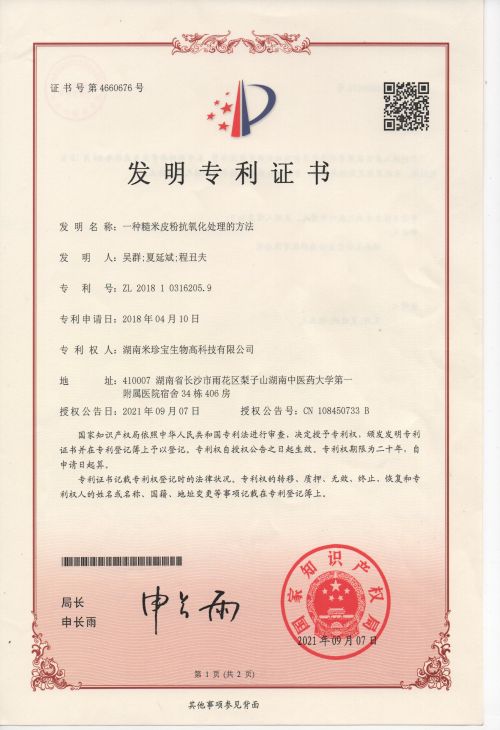 证书号第4660676号
发明专利证书
发 明 名 称：一种糙米皮粉抗氧化处理的方法
发 明 人：吴群;夏延斌;程丑夫
专 利 号：ZL 2018 1 0316205.9
专利申请日：2018年04月10日
专 利 权 人：湖南米珍宝生物高科技有限公司
地 址：410007 湖南省长沙市雨花区梨子山湖南中医药大学第一
附属医院宿舍34栋406房
授权公告日：2021年09月07日 授权公告号：CN 108450733 B
国家知识产权局依照中华人民共和国专利法进行审查，决定授予专利权，颁发发明专利
证书并在专利登记簿上予以登记。专利权自授权公告之日起生效。专利权期限为二十年，自
申请日起算。
专利证书记载专利权登记时的法律状况。专利权的转移、质押、无效、终止、恢复和专
利权人的姓名或名称、国籍、地址变更等事项记载在专利登记簿上。
局长
申长雨
申长雨
国家知识产权局
2021年09月07日
第1页(共2页)
其他事项参见背面